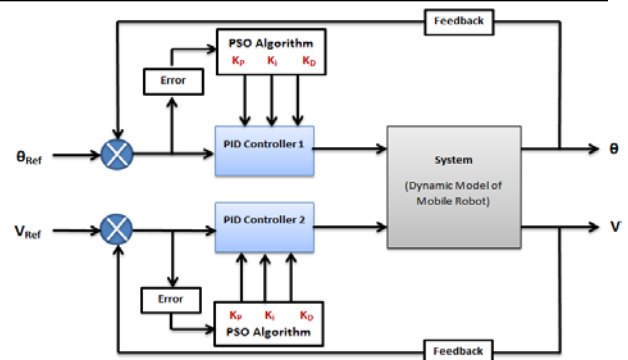 Feedback
PSO Algorithm
KP Ki KD
Error
θRef
PID Controller 1
System
(Dynamic Model of
Mobile Robot)
θ
VRef
PID Controller 2
V
Error
KP Ki KD
PSO Algorithm
Feedback